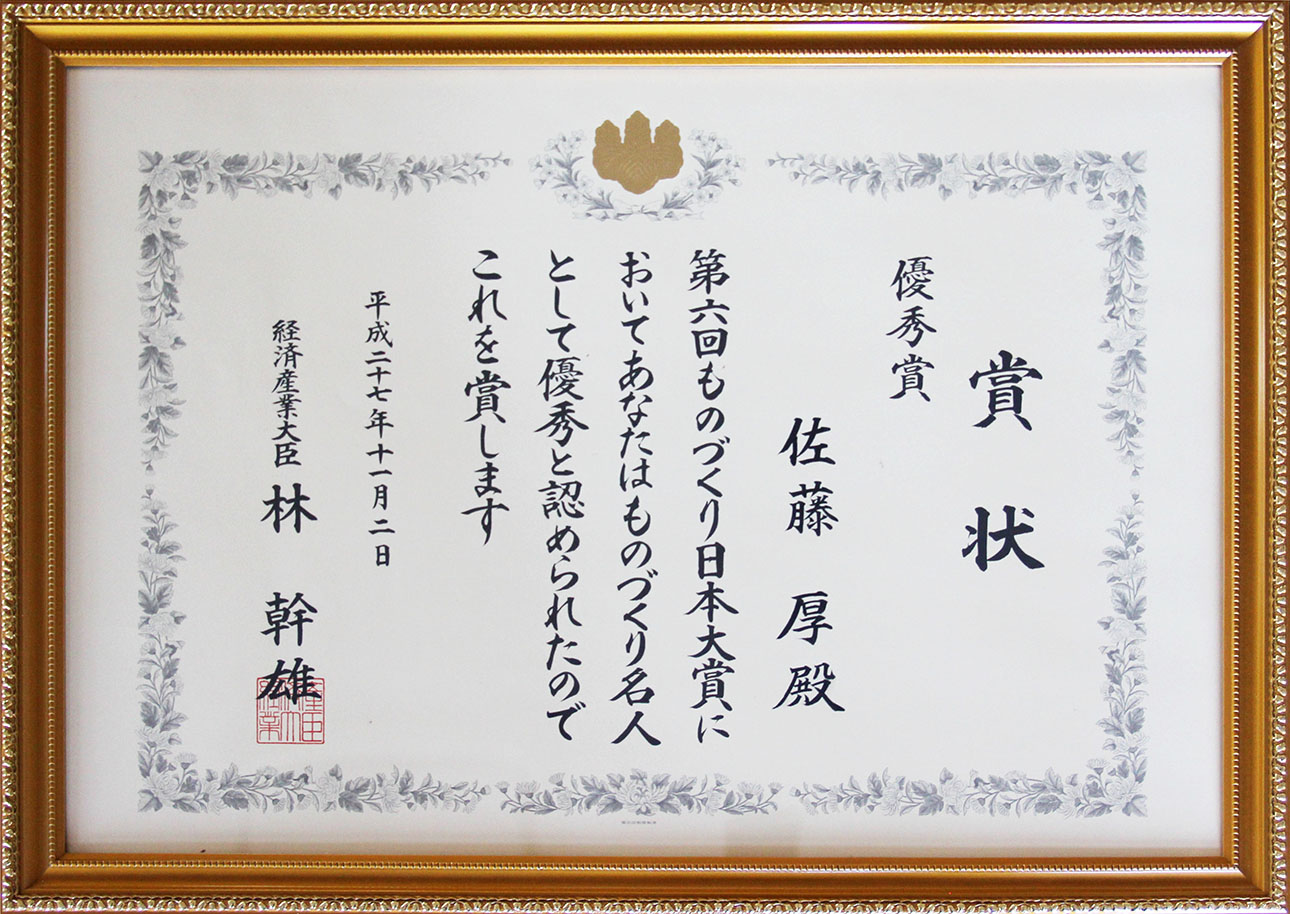 賞状
優秀賞
佐藤 厚殿
第六回ものづくり日本大賞に
おいてあなたはものづくり名人
として優秀と認められたので
これを賞します
平成二十七年十一月二日
経済産業大臣 林 幹雄